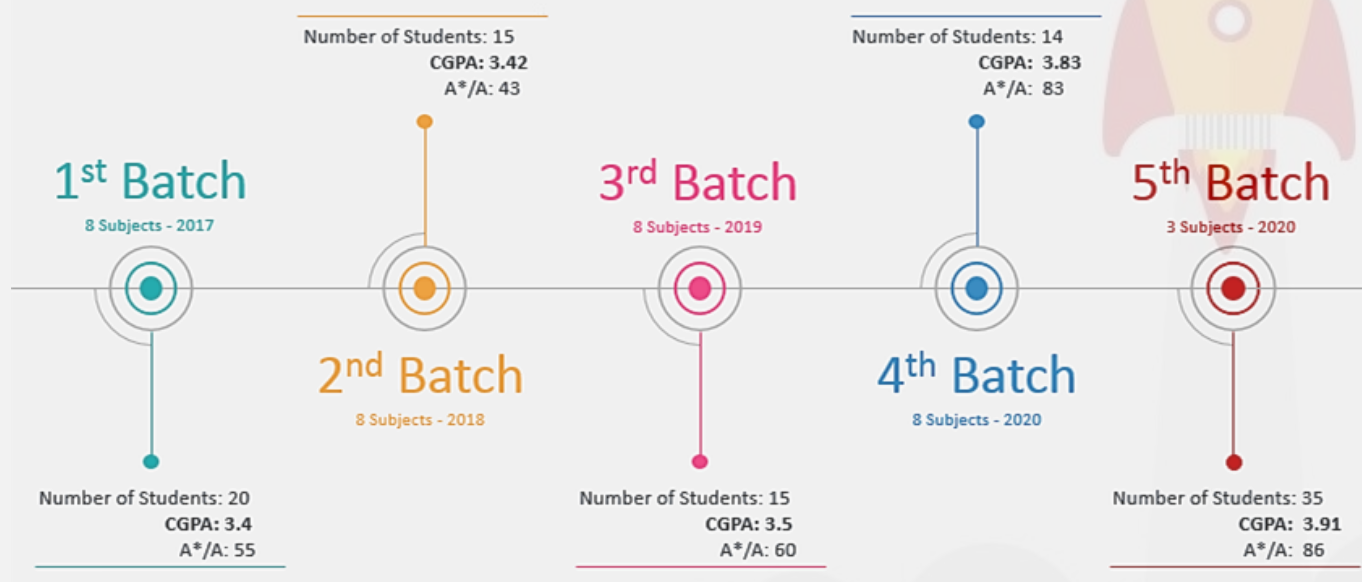 1st Batch
8 Subjects - 2017
Number of Students: 20
CGPA: 3.4
A*/A: 55
Number of Students: 15
CGPA: 3.42
A*/A: 43
2nd Batch
8 Subjects - 2018
3rd Batch
8 Subjects - 2019
Number of Students: 15
CGPA: 3.5
A*/A: 60
Number of Students: 14
CGPA: 3.83
A*/A: 83
4th Batch
8 Subjects - 2020
5th Batch
3 Subjects - 2020
Number of Students: 35
CGPA: 3.91
A*/A: 86